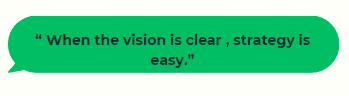 “ When the vision is clear , strategy is
easy.”